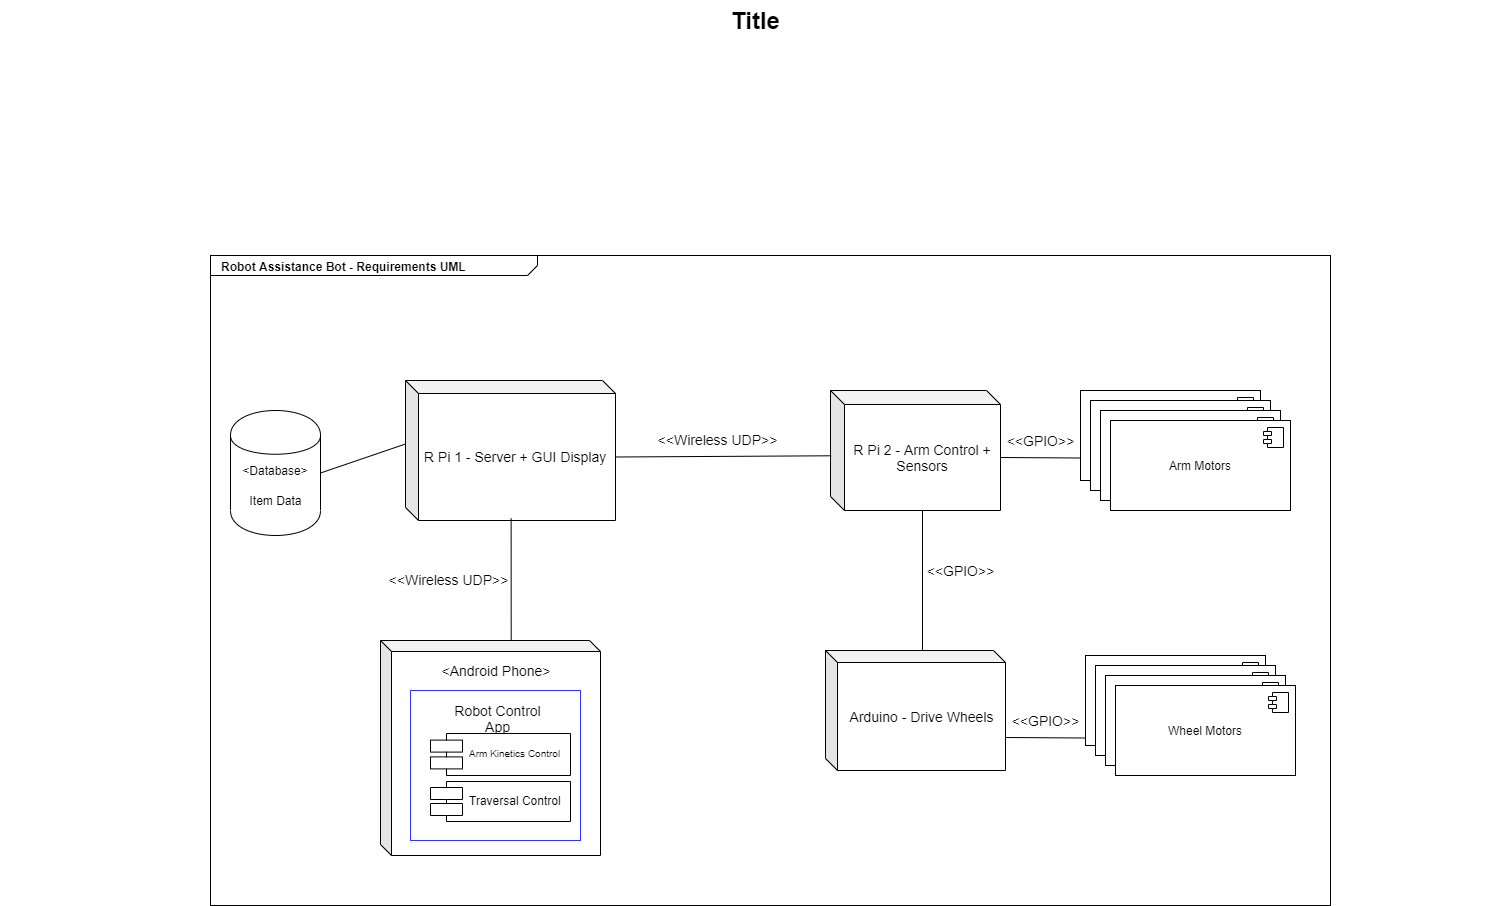 Title
Robot Assistance Bot - Requirements UML
<Database>
Item Data
R Pi 1 - Server + GUI Display
<<Wireless UDP>>
R Pi 2 - Arm Control +
Sensors
<<GPIO>>
Arm Motors
<<Wireless UDP>>
<<GPIO>>
<Android Phone>
Robot Control
App
Arm Kinetics Control
Traversal Control
Arduino - Drive Wheels
<<GPIO>>
Wheel Motors